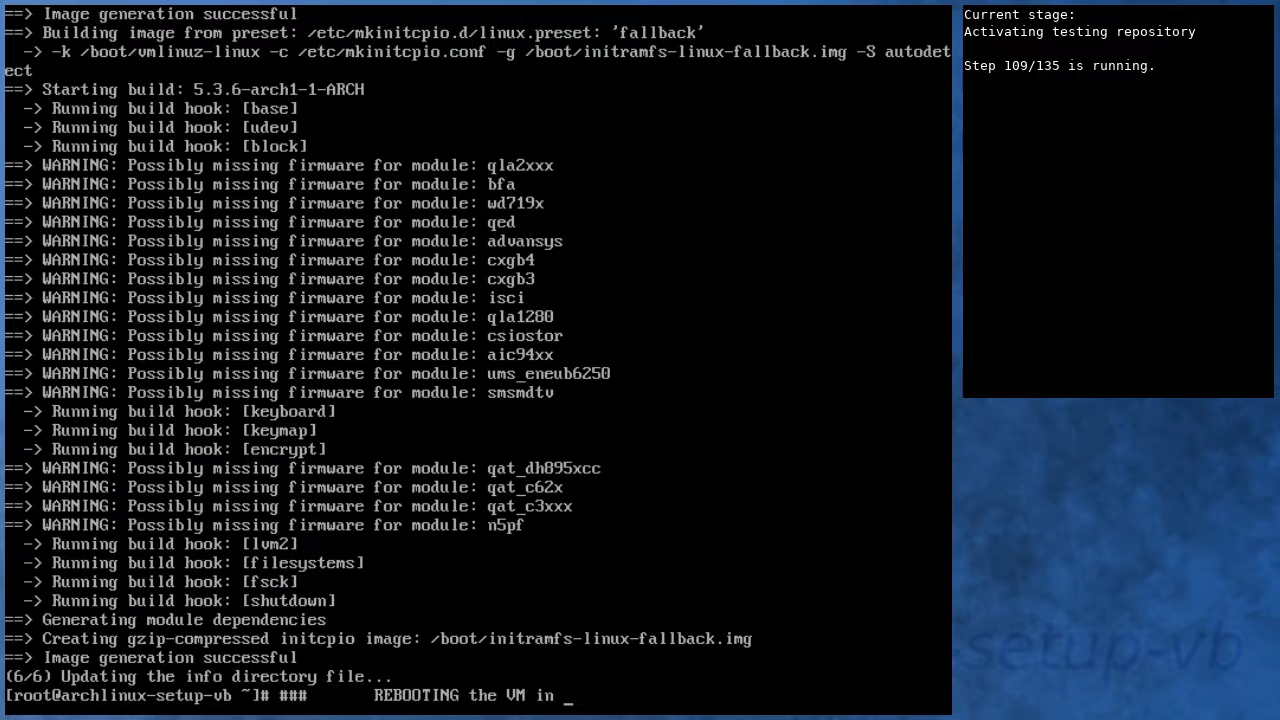 ==> Image generation successful
==> Building image from preset: /etc/mkinitcpio.d/linux.preset: 'fallback'
  -> -k /boot/vmlinuz-linux -c /etc/mkinitcpio.conf -g /boot/initramfs-linux-fallback.img -S autodet
ect
==> Starting build: 5.3.6-arch1-1-ARCH
  -> Running build hook: [base]
  -> Running build hook: [udev]
  -> Running build hook: [block]
==> WARNING: Possibly missing firmware for module: qla2xxx
==> WARNING: Possibly missing firmware for module: bfa
==> WARNING: Possibly missing firmware for module: wd719x
==> WARNING: Possibly missing firmware for module: qed
==> WARNING: Possibly missing firmware for module: advansys
==> WARNING: Possibly missing firmware for module: cxgb4
==> WARNING: Possibly missing firmware for module: cxgb3
==> WARNING: Possibly missing firmware for module: isci
==> WARNING: Possibly missing firmware for module: qla1280
==> WARNING: Possibly missing firmware for module: csiostor
==> WARNING: Possibly missing firmware for module: aic94xx
==> WARNING: Possibly missing firmware for module: ums_eneub6250
==> WARNING: Possibly missing firmware for module: smsmdtv
  -> Running build hook: [keyboard]
  -> Running build hook: [keymap]
  -> Running build hook: [encrypt]
==> WARNING: Possibly missing firmware for module: qat_dh895xcc
==> WARNING: Possibly missing firmware for module: qat_c62x
==> WARNING: Possibly missing firmware for module: qat_c3xxx
==> WARNING: Possibly missing firmware for module: n5pf
  -> Running build hook: [lvm2]
  -> Running build hook: [filesystems]
  -> Running build hook: [fsck]
  -> Running build hook: [shutdown]
==> Generating module dependencies
==> Creating gzip-compressed initcpio image: /boot/initramfs-linux-fallback.img
==> Image generation successful
(6/6) Updating the info directory file...
[root@archlinux-setup-vb ~]# ###       REBOOTING the VM in _
Current stage:
Activating testing repository
Step 109/135 is running.
setup-vb